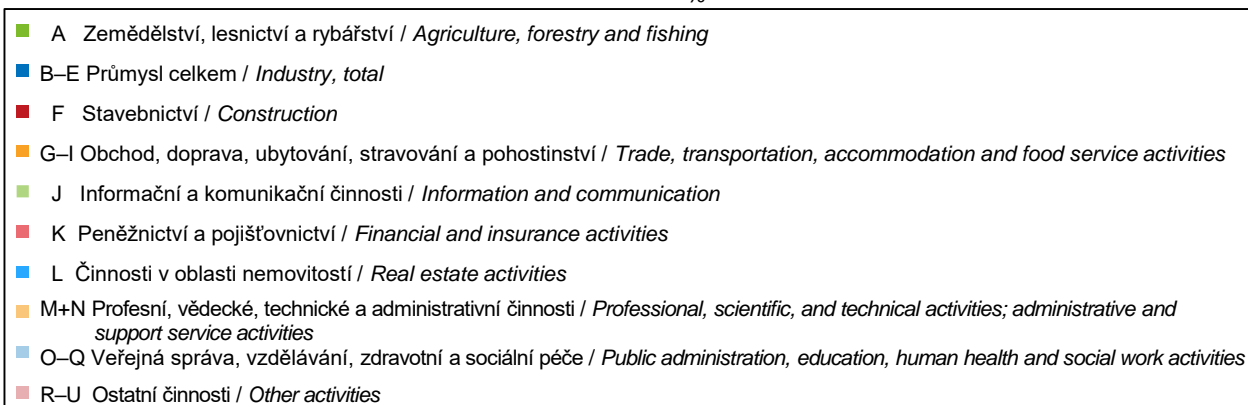 %
A Zemědělství, lesnictví a rybářství / Agriculture, forestry and fishing
B–E Průmysl celkem / Industry, total
F Stavebnictví / Construction
G–I Obchod, doprava, ubytování, stravování a pohostinství / Trade, transportation, accommodation and food service activities
J Informační a komunikační činnosti / Information and communication
K Peněžnictví a pojišťovnictví / Financial and insurance activities
L Činnosti v oblasti nemovitostí / Real estate activities
M+N Profesní, vědecké, technické a administrativní činnosti / Professional, scientific, and technical activities; administrative and
support service activities
O–Q Veřejná správa, vzdělávání, zdravotní a sociální péče / Public administration, education, human health and social work activities
R–U Ostatní činnosti / Other activities